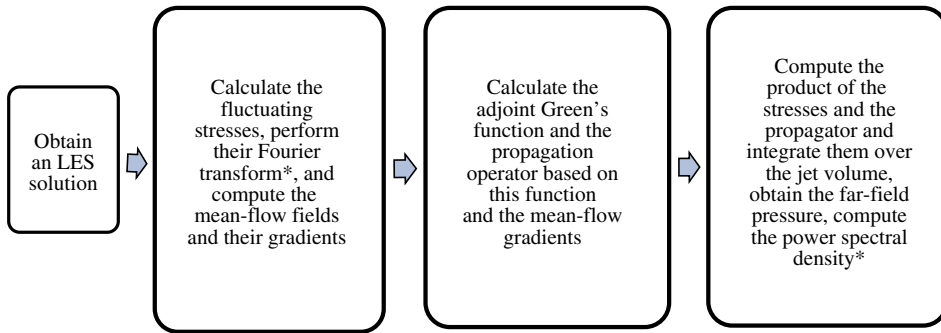 Obtain
an LES
solution
Calculate the
fluctuating
stresses, perform
their Fourier
transform*, and
compute the
mean-flow fields
and their gradients
Calculate the
adjoint Green's
function and the
propagation
operator based on
this function
and the mean-flow
gradients
Compute the
product of the
stresses and the
propagator and
integrate them over
the jet volume,
obtain the far-field
pressure, compute
the power spectral
density*